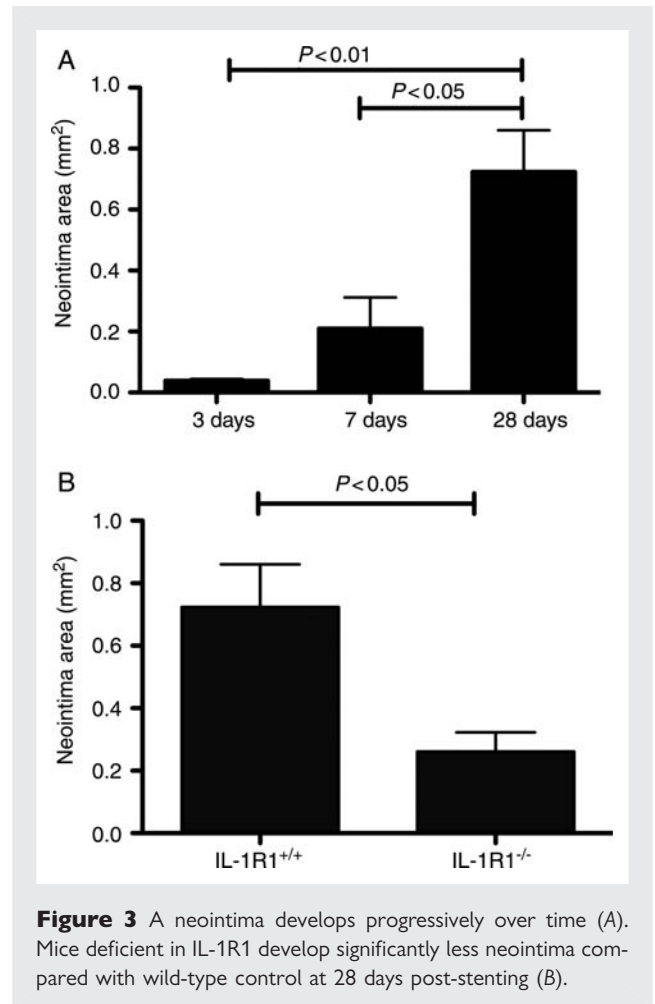 A
P<0.01
P<0.05
Neointima area (mm²)
1.0
0.8
0.6
0.4
0.2
0.0
3 days
7 days
28 days
B
P<0.05
Neointima area (mm²)
1.0
0.8
0.6
0.4
0.2
0.0
IL-1R1+/+
IL-1R1-/-
Figure 3 A neointima develops progressively over time (A).
Mice deficient in IL-1R1 develop significantly less neointima com-
pared with wild-type control at 28 days post-stenting (B).